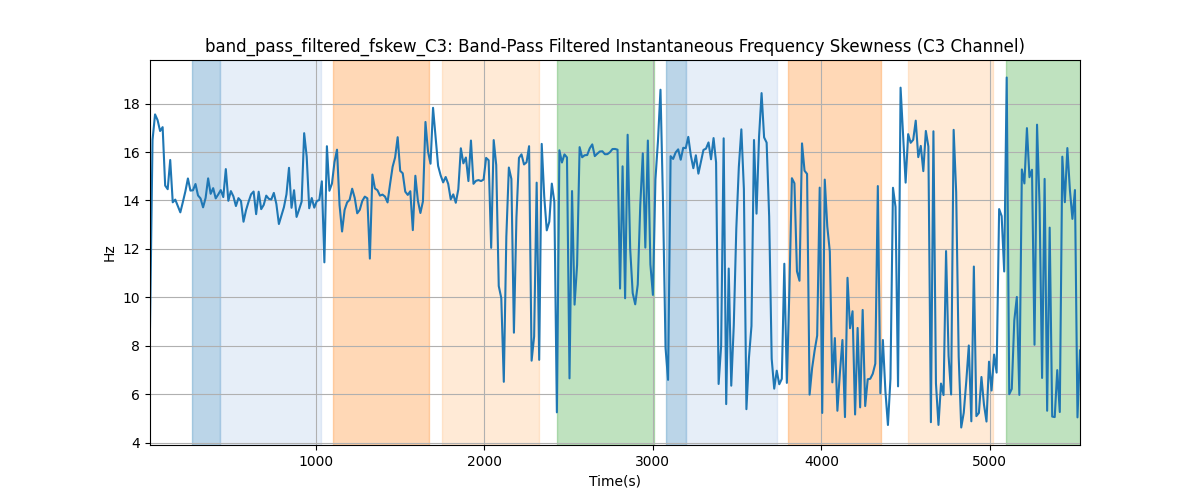 band_pass_filtered_fskew_C3: Band-Pass Filtered Instantaneous Frequency Skewness (C3 Channel)
Hz
18
16
14
12
10
8
6
4
1000 2000 3000 4000 5000
Time(s)